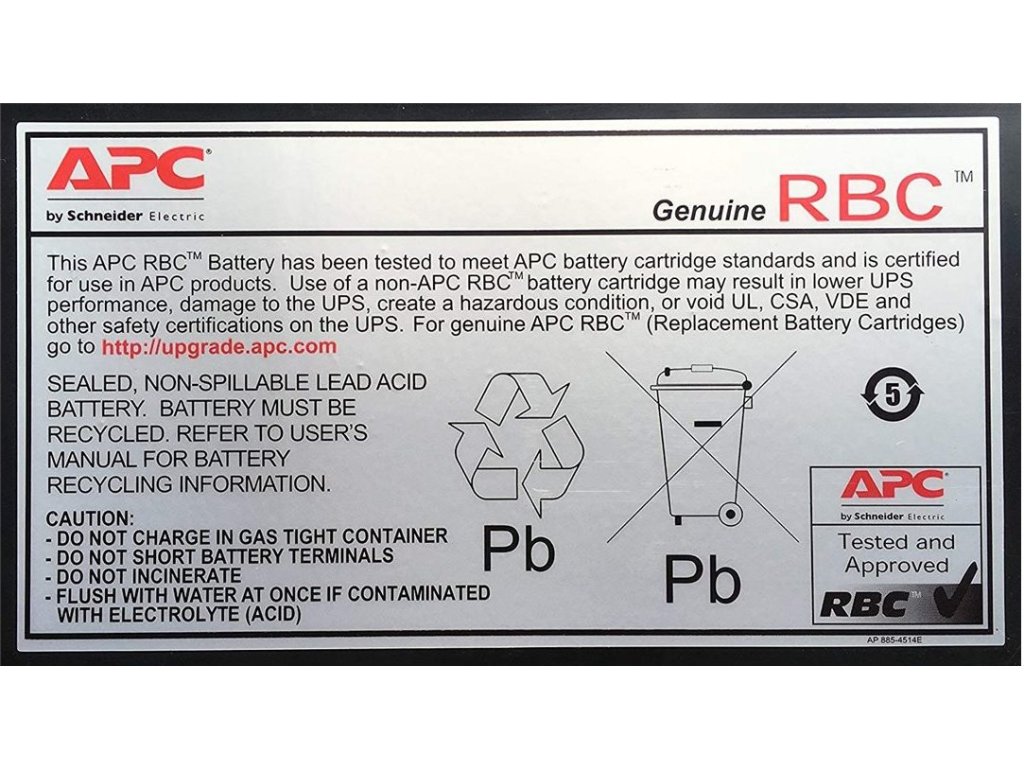 APC®
by Schneider Electric
Genuine RBC™
This APC RBC™ Battery has been tested to meet APC battery cartridge standards and is certified
for use in APC products. Use of a non-APC RBC™ battery cartridge may result in lower UPS
performance, damage to the UPS, create a hazardous condition, or void UL, CSA, VDE and
other safety certifications on the UPS. For genuine APC RBC™ (Replacement Battery Cartridges)
go to http://upgrade.apc.com
SEALED, NON-SPILLABLE LEAD ACID
BATTERY. BATTERY MUST BE
RECYCLED. REFER TO USER'S
MANUAL FOR BATTERY
RECYCLING INFORMATION.
CAUTION:
- DO NOT CHARGE IN GAS TIGHT CONTAINER
- DO NOT SHORT BATTERY TERMINALS
- DO NOT INCINERATE
- FLUSH WITH WATER AT ONCE IF CONTAMINATED
WITH ELECTROLYTE (ACID)
Pb
Pb
5
APC
by Schneider Electric
Tested and
Approved
RBC™
AP 885-4514E